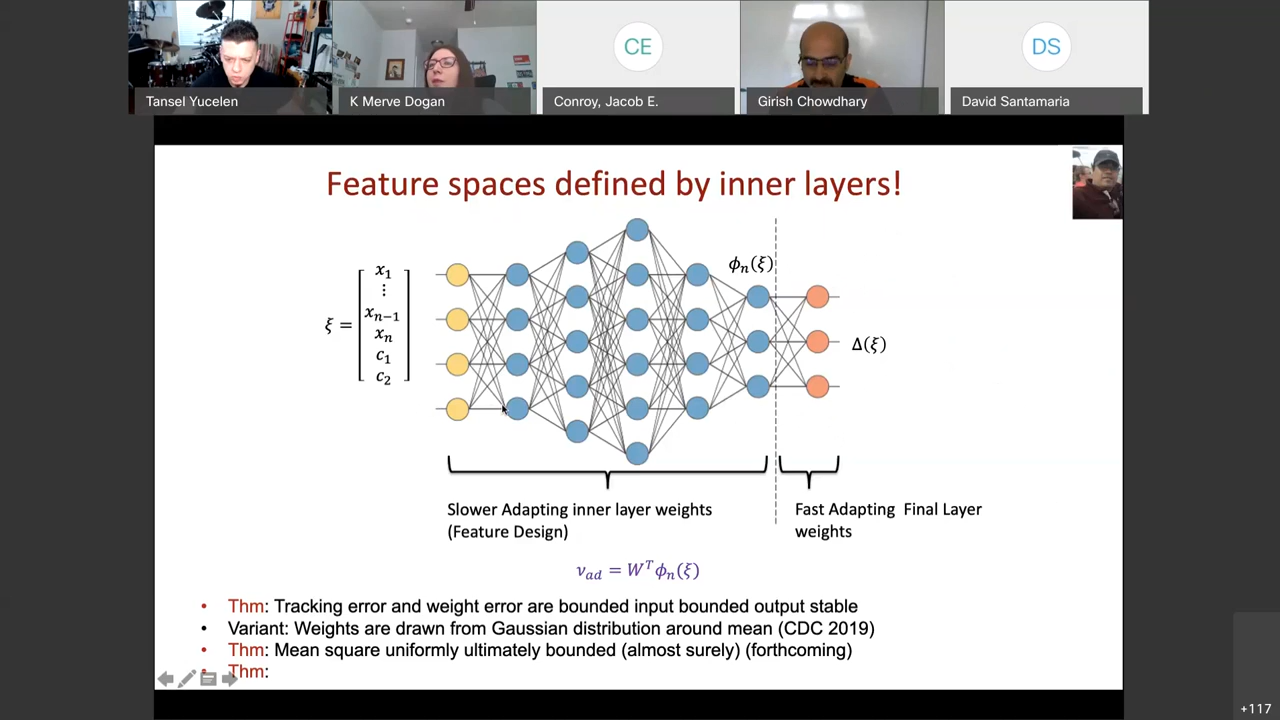 CE
DS
Tansel Yucelen
K Merve Dogan
Conroy, Jacob E.
Girish Chowdhary
David Santamaria
Feature spaces defined by inner layers!
ϕₙ(ξ)
ξ = [x₁ ⋮ xₙ₋₁ xₙ c₁ c₂]
Δ(ξ)
Slower Adapting inner layer weights
(Feature Design)
Fast Adapting Final Layer
weights
νₐd = Wᵀϕₙ(ξ)
• Thm: Tracking error and weight error are bounded input bounded output stable
• Variant: Weights are drawn from Gaussian distribution around mean (CDC 2019)
• Thm: Mean square uniformly ultimately bounded (almost surely) (forthcoming)
• Thm:
+117